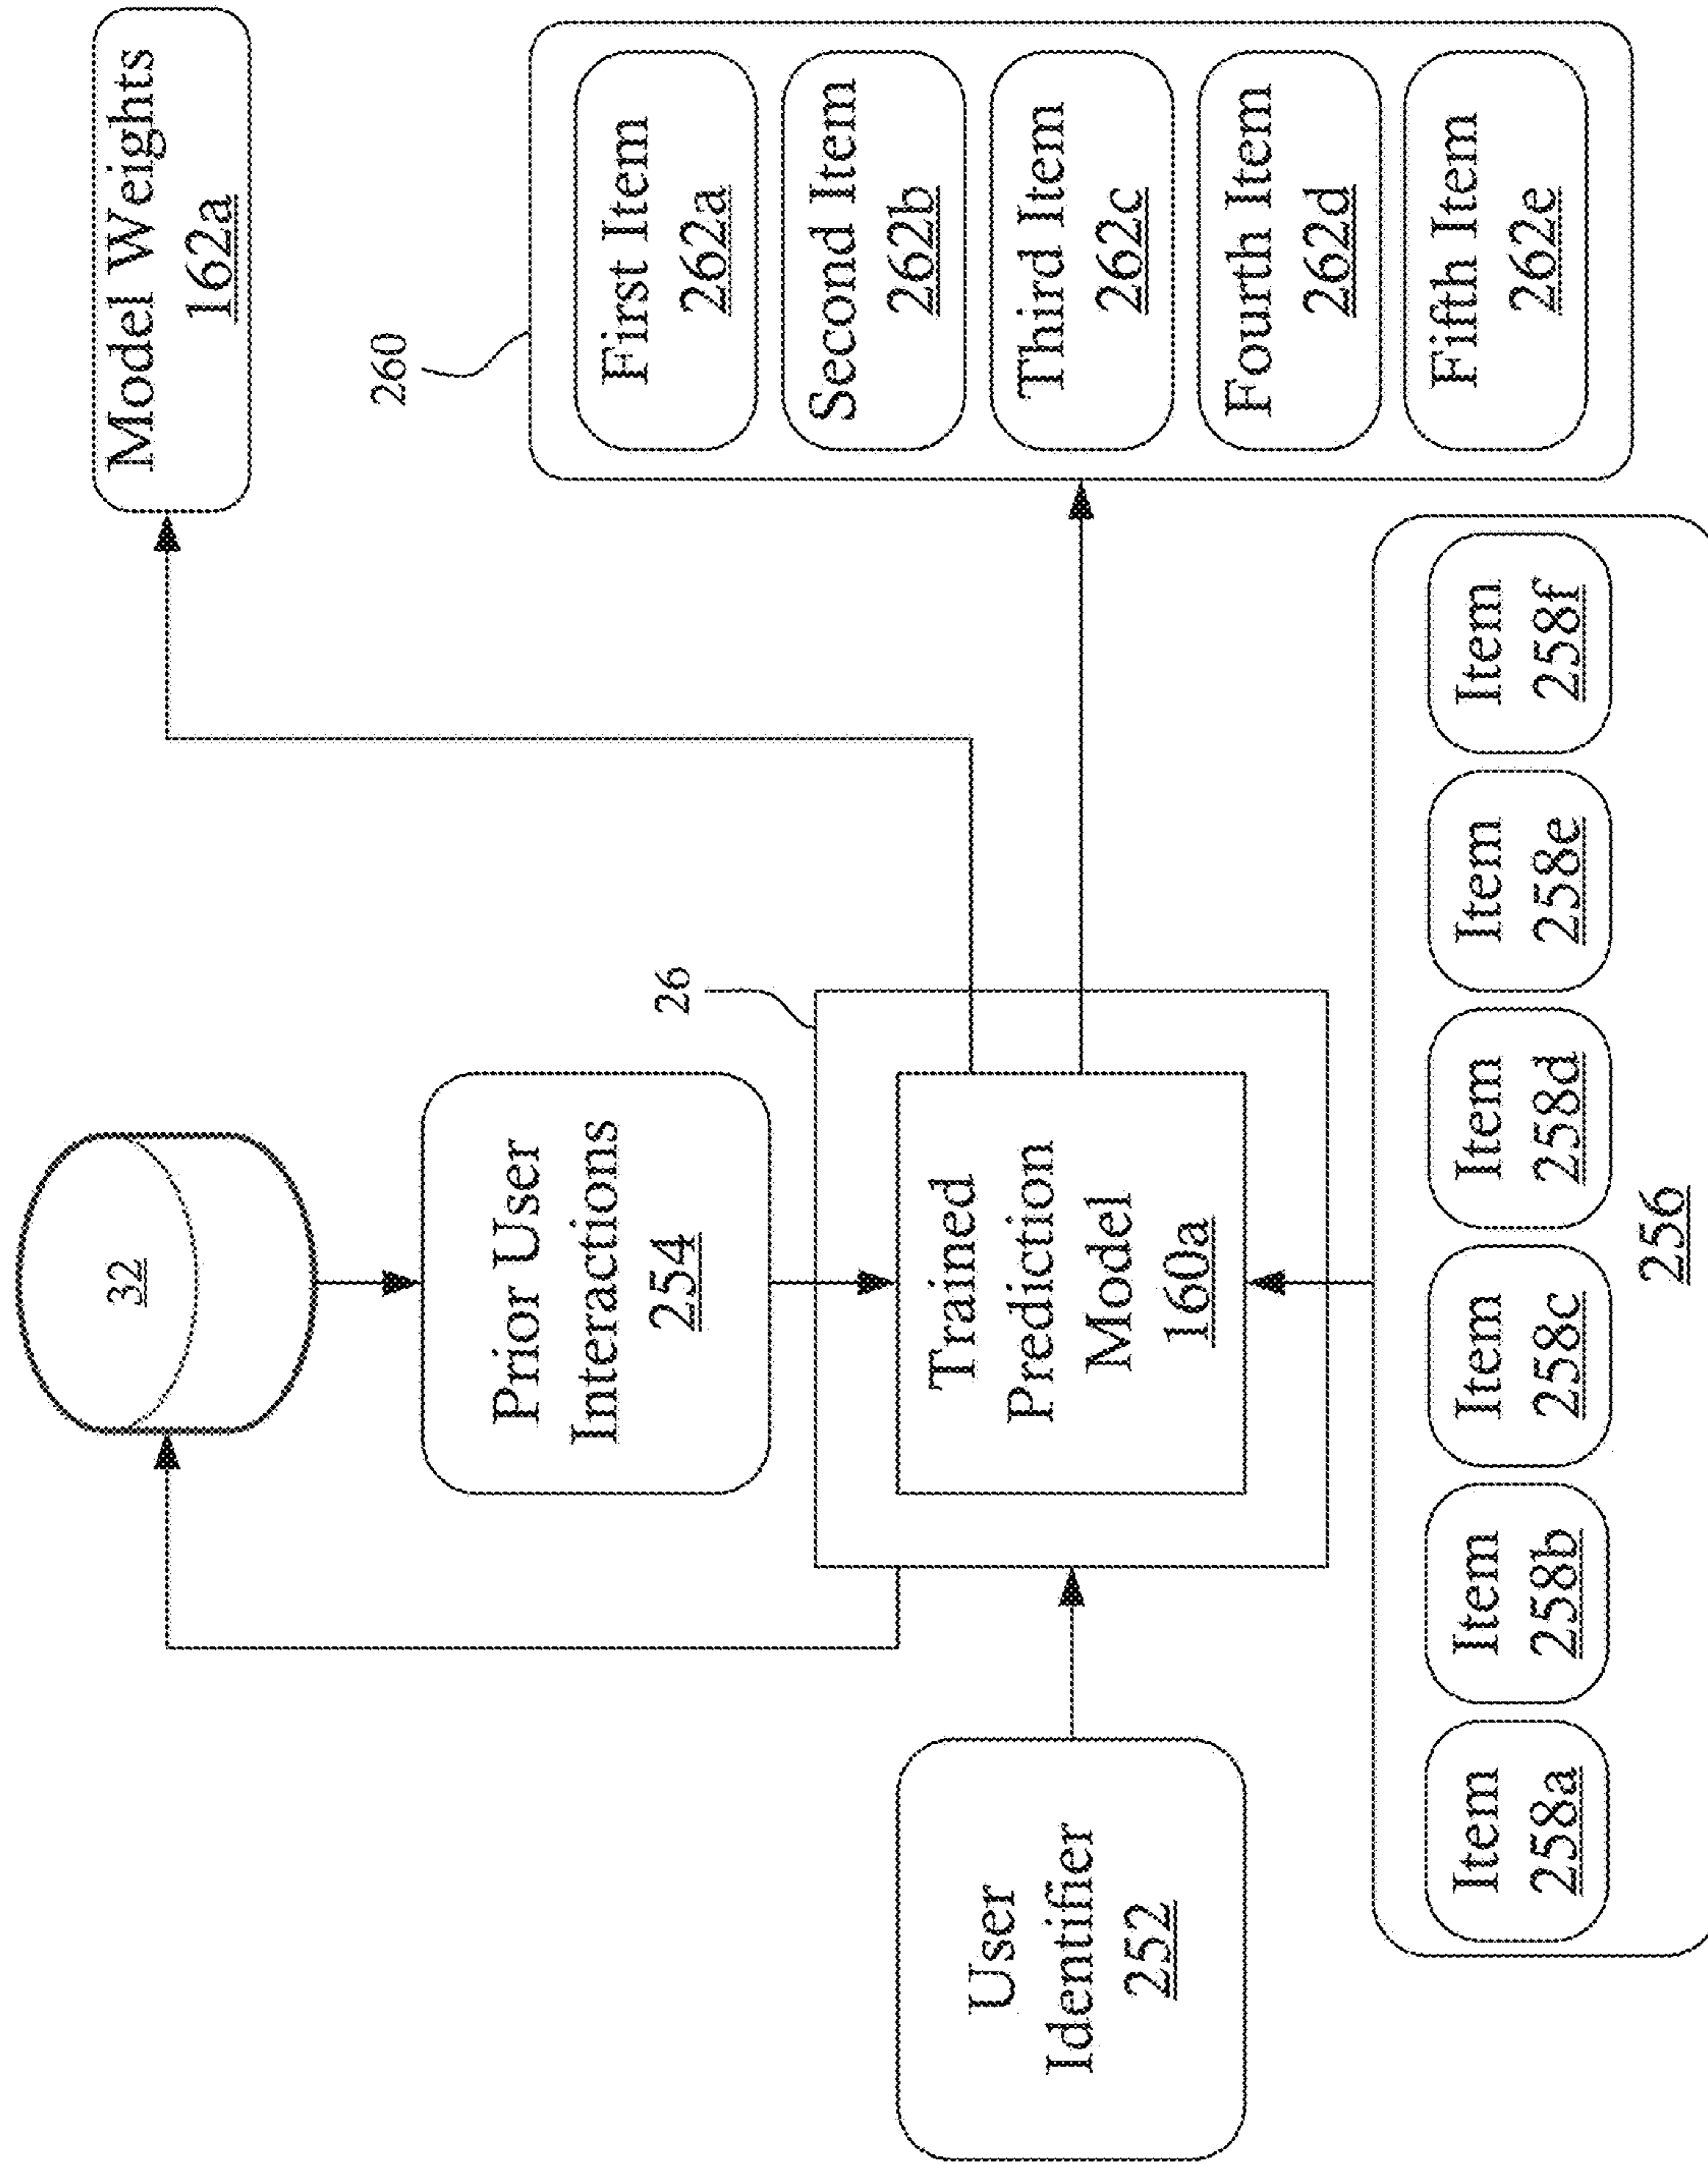 32
Model Weights
162a
Prior User
Interactions
254
260
26
First Item
262a
Second Item
262b
Third Item
262c
Fourth Item
262d
Fifth Item
262e
User
Identifier
252
Trained
Prediction
Model
160a
Item
258a
Item
258b
Item
258c
Item
258d
Item
258e
Item
258f
256